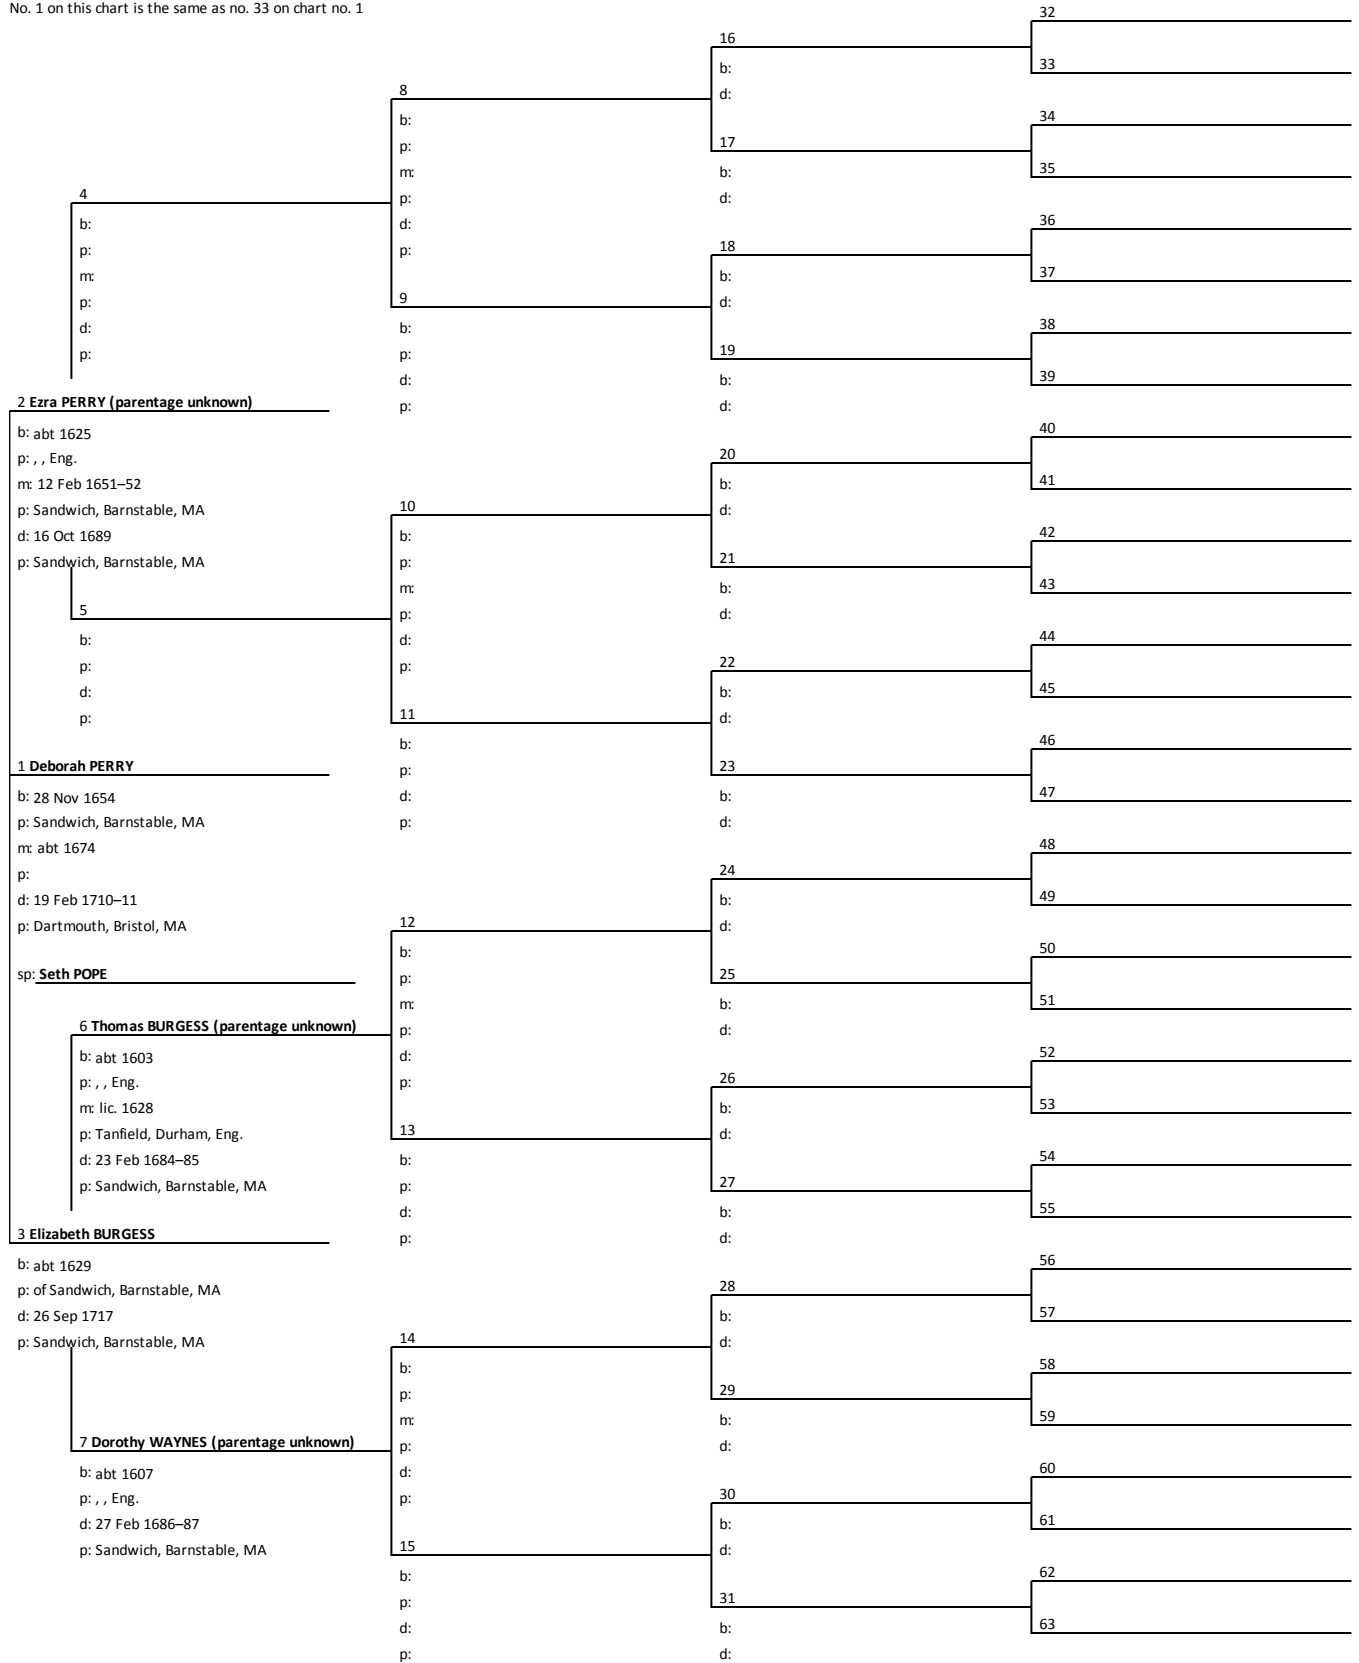 No. 1 on this chart is the same as no. 33 on chart no. 1
4
b:
p:
m:
p:
d:
p:
2 Ezra PERRY (parentage unknown)
b: abt 1625
p: , , Eng.
m: 12 Feb 1651–52
p: Sandwich, Barnstable, MA
d: 16 Oct 1689
p: Sandwich, Barnstable, MA
5
b:
p:
d:
p:
1 Deborah PERRY
b: 28 Nov 1654
p: Sandwich, Barnstable, MA
m: abt 1674
p:
d: 19 Feb 1710–11
p: Dartmouth, Bristol, MA
sp: Seth POPE
6 Thomas BURGESS (parentage unknown)
b: abt 1603
p: , , Eng.
m: lic. 1628
p: Tanfield, Durham, Eng.
d: 23 Feb 1684–85
p: Sandwich, Barnstable, MA
3 Elizabeth BURGESS
b: abt 1629
p: of Sandwich, Barnstable, MA
d: 26 Sep 1717
p: Sandwich, Barnstable, MA
7 Dorothy WAYNES (parentage unknown)
b: abt 1607
p: , , Eng.
d: 27 Feb 1686–87
p: Sandwich, Barnstable, MA
8
b:
p:
m:
p:
d:
p:
9
b:
p:
d:
p:
10
b:
p:
m:
p:
d:
p:
11
b:
p:
d:
p:
12
b:
p:
m:
p:
d:
p:
13
b:
p:
d:
p:
14
b:
p:
m:
p:
d:
p:
15
b:
p:
d:
p:
16
b:
d:
17
b:
d:
18
b:
d:
19
b:
d:
20
b:
d:
21
b:
d:
22
b:
d:
23
b:
d:
24
b:
d:
25
b:
d:
26
b:
d:
27
b:
d:
28
b:
d:
29
b:
d:
30
b:
d:
31
b:
d:
32
33
34
35
36
37
38
39
40
41
42
43
44
45
46
47
48
49
50
51
52
53
54
55
56
57
58
59
60
61
62
63